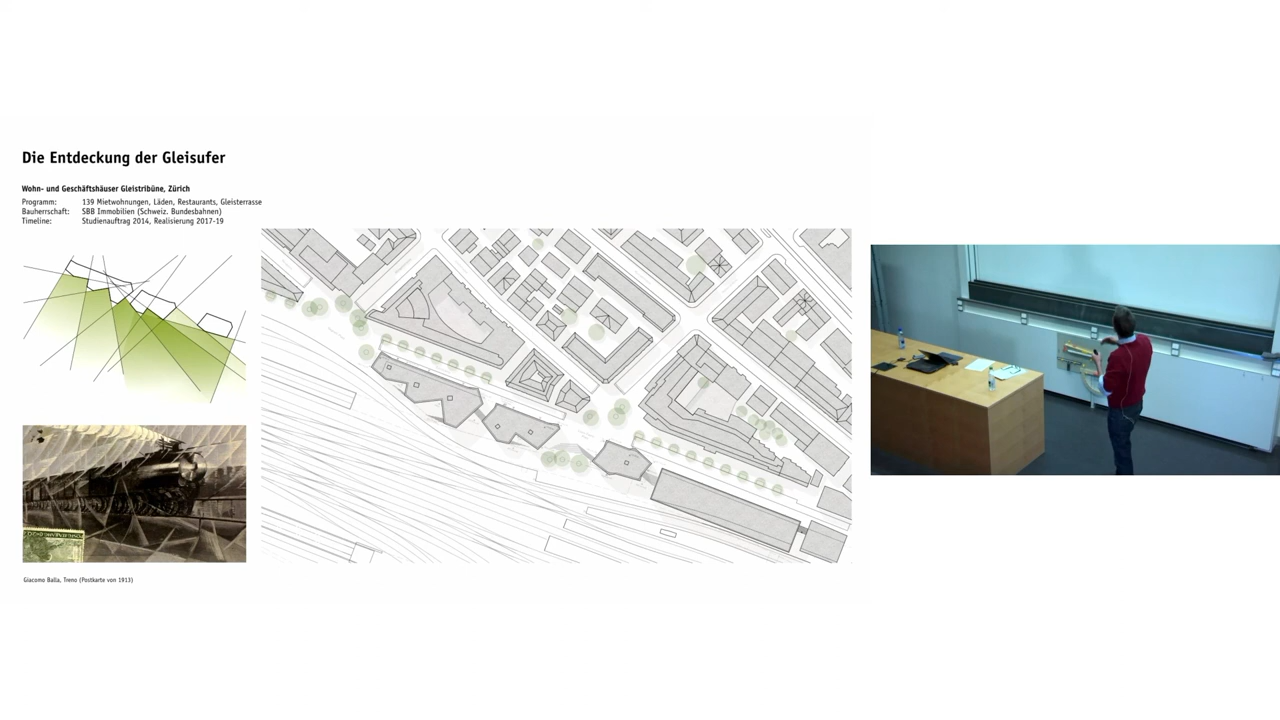 Die Entdeckung der Gleisufer
Wohn- und Geschäftshäuser Gleistribüne, Zürich
Programm: 139 Mietwohnungen, Läden, Restaurants, Gleisterrasse
Bauherrschaft: SBB Immobilien (Schweiz. Bundesbahnen)
Timeline: Studienauftrag 2014, Realisierung 2017-19
Giacomo Balla, Treno (Postkarte von 1913)